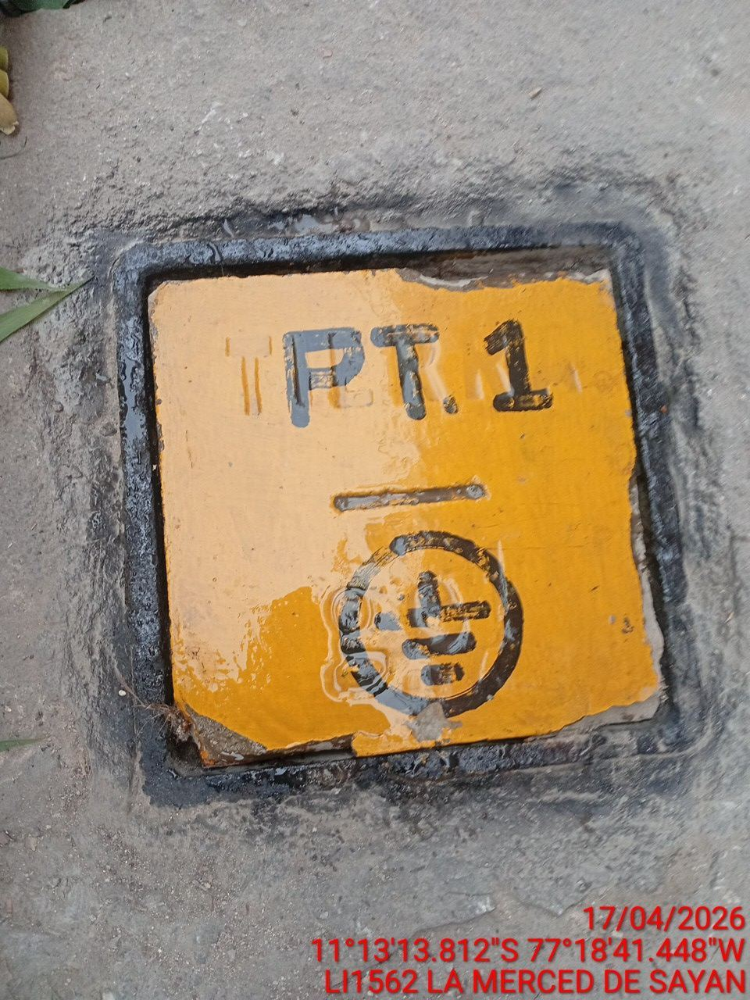 PT. 1
17/04/2026
11°13'13.812"S 77°18'41.448"W
LI1562 LA MERCED DE SAYAN